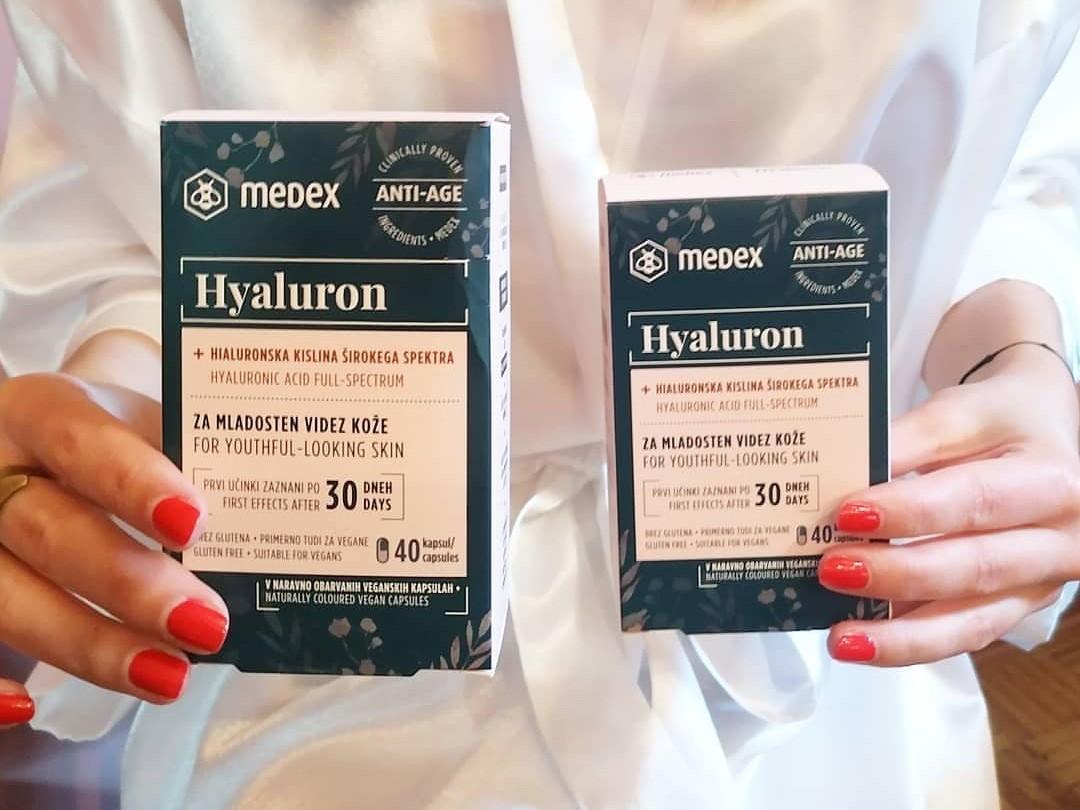 MEDEX
CLINICALLY PROVEN
ANTI-AGE
INGREDIENTS • MEDEX
Hyaluron
+ HIALURONSKA KISLINA ŠIROKEGA SPEKTRA
HYALURONIC ACID FULL-SPECTRUM
ZA MLADOSTEN VIDEZ KOŽE
FOR YOUTHFUL-LOOKING SKIN
PRVI UČINKI ZAZNANI PO 30 DNEH
FIRST EFFECTS AFTER DAYS
BREZ GLUTENA • PRIMERNO TUDI ZA VEGANE
GLUTEN FREE • SUITABLE FOR VEGANS
40 kapsul/
capsules
V NARAVNO OBARVANIH VEGANSKIH KAPSULAH •
NATURALLY COLOURED VEGAN CAPSULES
MEDEX
CLINICALLY PROVEN
ANTI-AGE
INGREDIENTS • MEDEX
Hyaluron
+ HIALURONSKA KISLINA ŠIROKEGA SPEKTRA
HYALURONIC ACID FULL-SPECTRUM
ZA MLADOSTEN VIDEZ KOŽE
FOR YOUTHFUL-LOOKING SKIN
PRVI UČINKI ZAZNANI PO 30 DNEH
FIRST EFFECTS AFTER DAYS
BREZ GLUTENA • PRIMERNO TUDI ZA VEGANE
GLUTEN FREE • SUITABLE FOR VEGANS
40
V NARAVNO OBARVANIH
NATURALLY COLOURED VEGAN